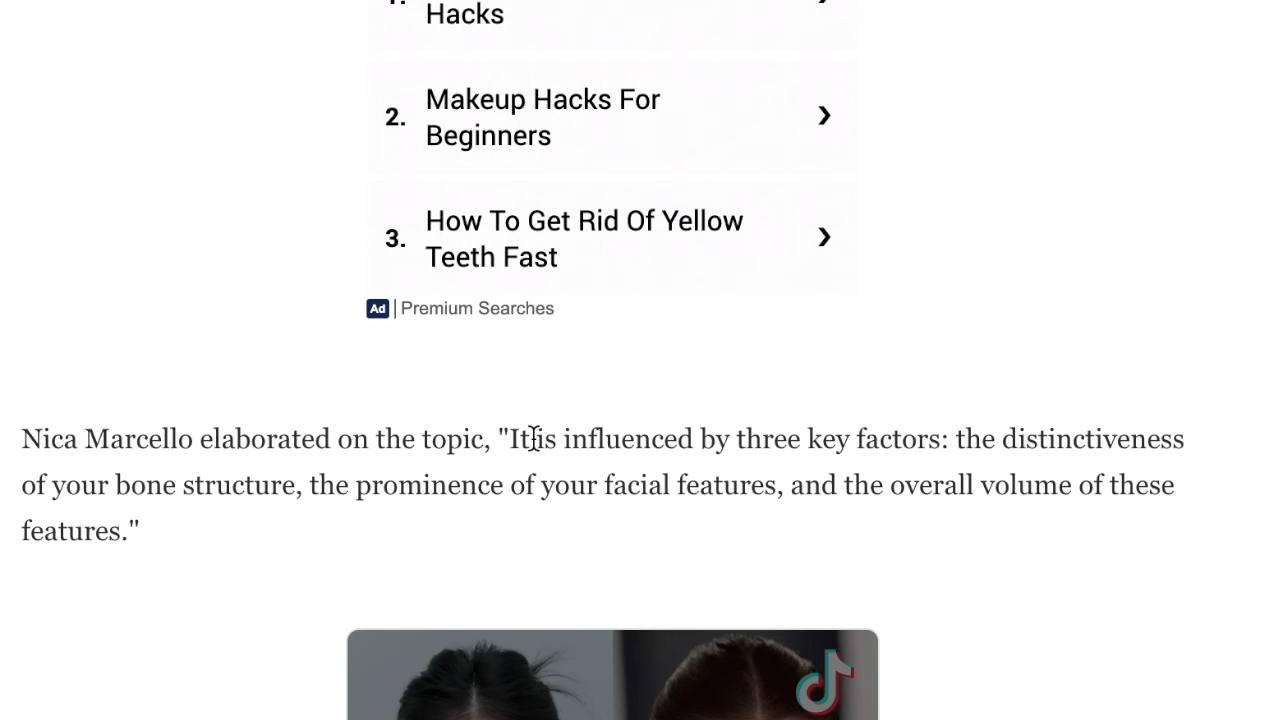 Hacks
2. Makeup Hacks For
Beginners
3. How To Get Rid Of Yellow
Teeth Fast
Ad | Premium Searches
Nica Marcello elaborated on the topic, "It is influenced by three key factors: the distinctiveness
of your bone structure, the prominence of your facial features, and the overall volume of these
features."